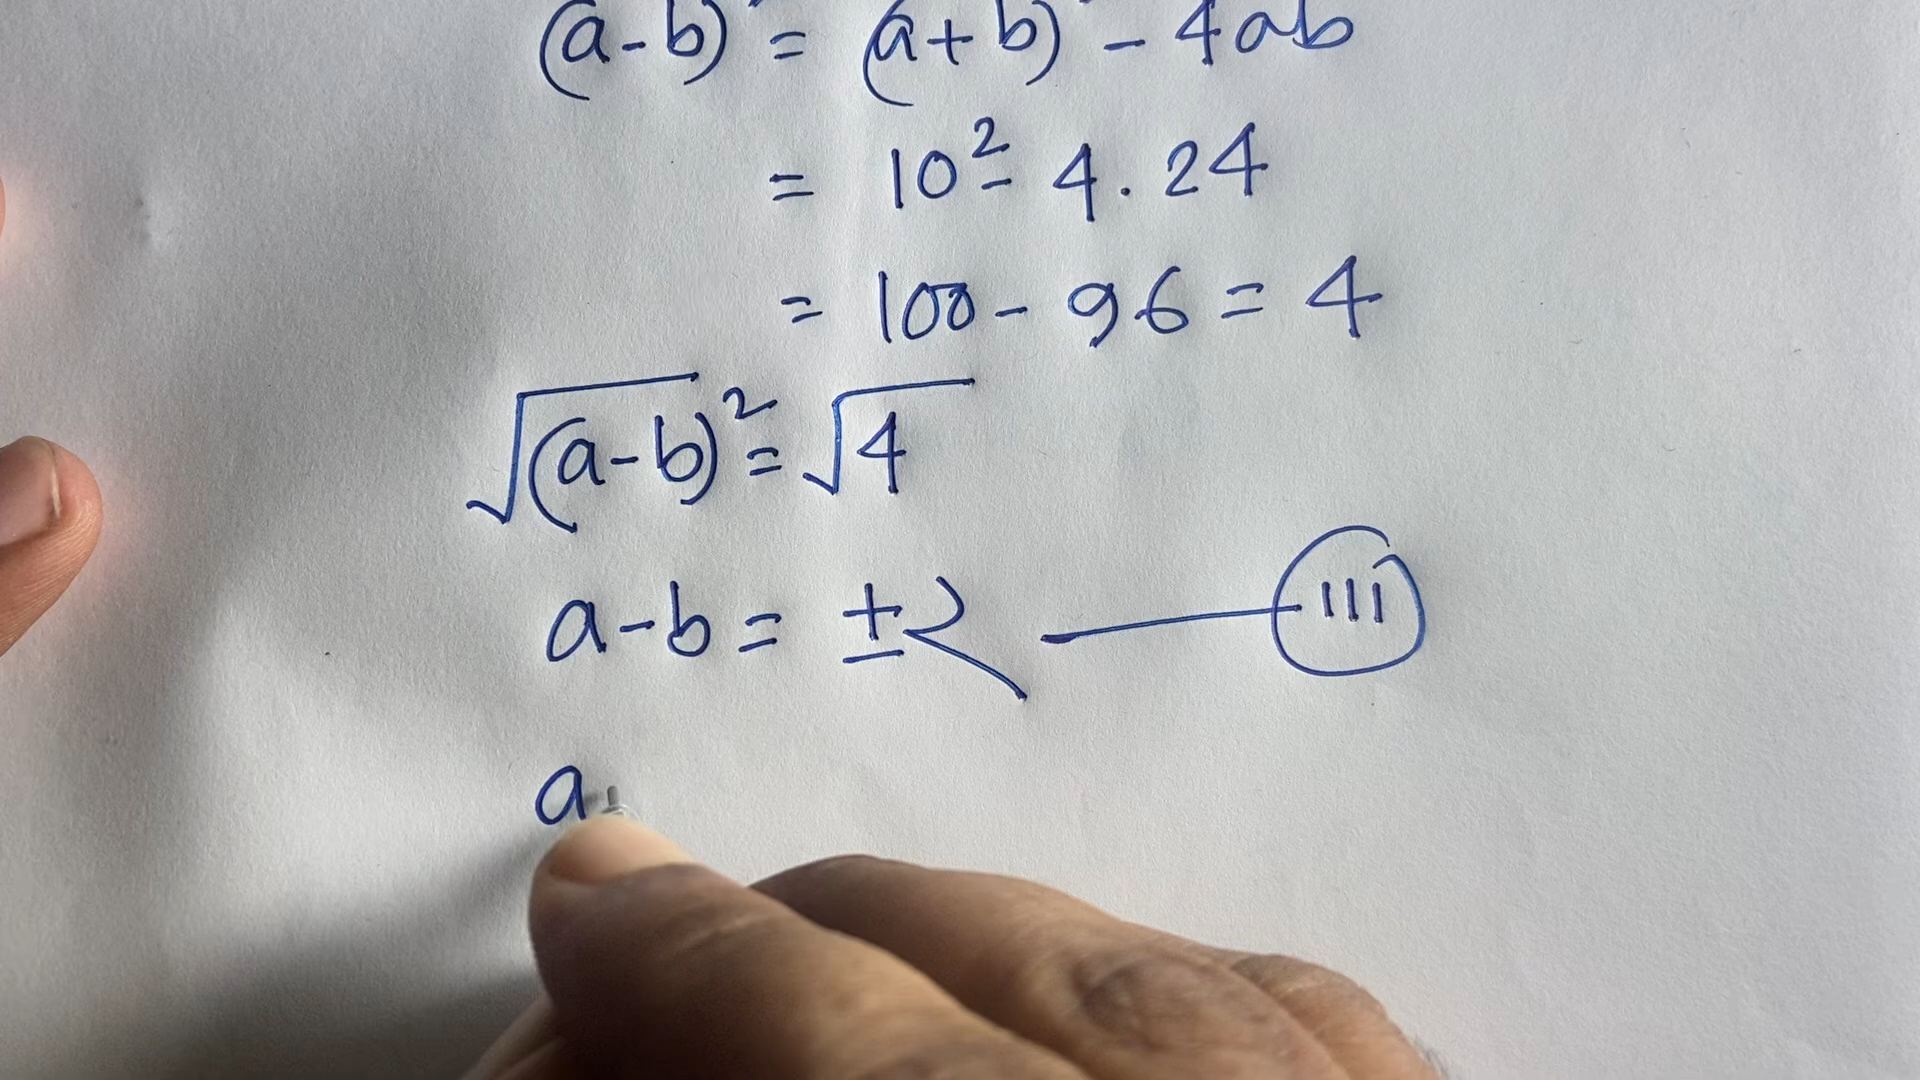 (a-b)² = (a+b)² - 4ab
= 10² - 4.24
= 100 - 96 = 4
√(a-b)² = √4
a-b = ±2 — III
a